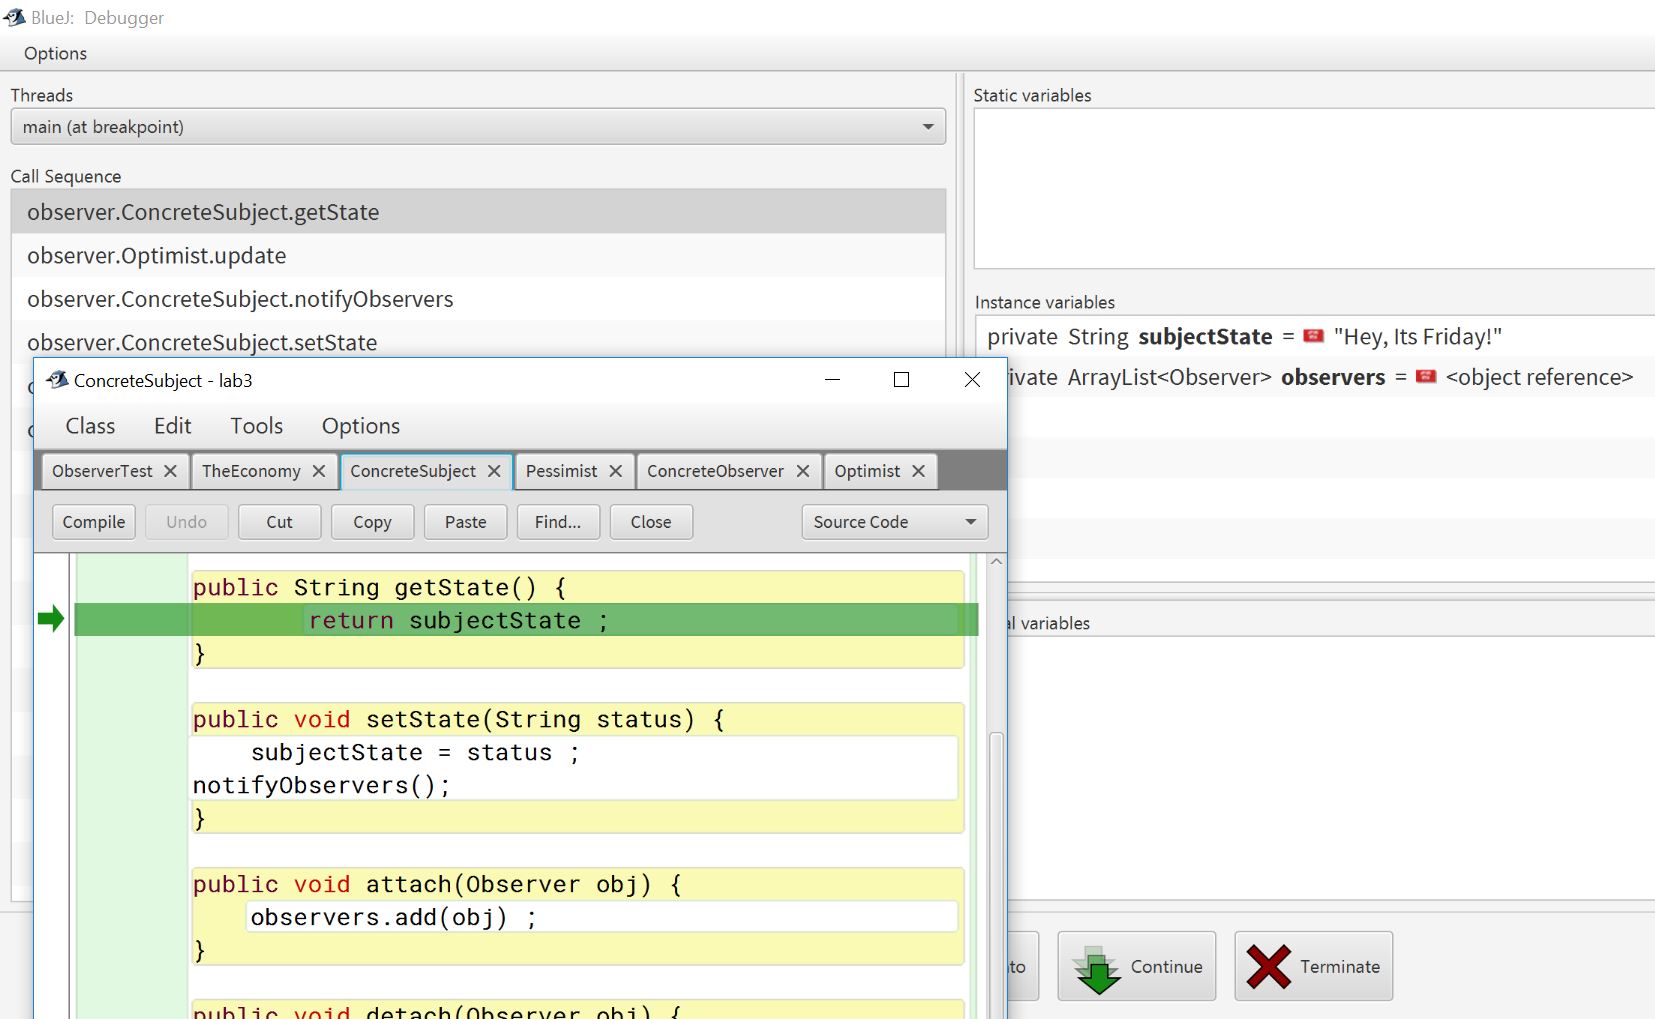 BlueJ: Debugger
Options
Threads
main (at breakpoint)
Call Sequence
observer.ConcreteSubject.getState
observer.Optimist.update
observer.ConcreteSubject.notifyObservers
observer.ConcreteSubject.setState
Static variables
Instance variables
private String subjectState = "Hey, Its Friday!"
ArrayList<Observer> observers = <object reference>
variables
ConcreteSubject - lab3
Class Edit Tools Options
ObserverTest TheEconomy ConcreteSubject Pessimist ConcreteObserver Optimist
Compile Undo Cut Copy Paste Find... Close Source Code
public String getState() {
return subjectState ;
}
public void setState(String status) {
subjectState = status ;
notifyObservers();
}
public void attach(Observer obj) {
observers.add(obj) ;
}
public void detach(Observer obj) {
Continue Terminate